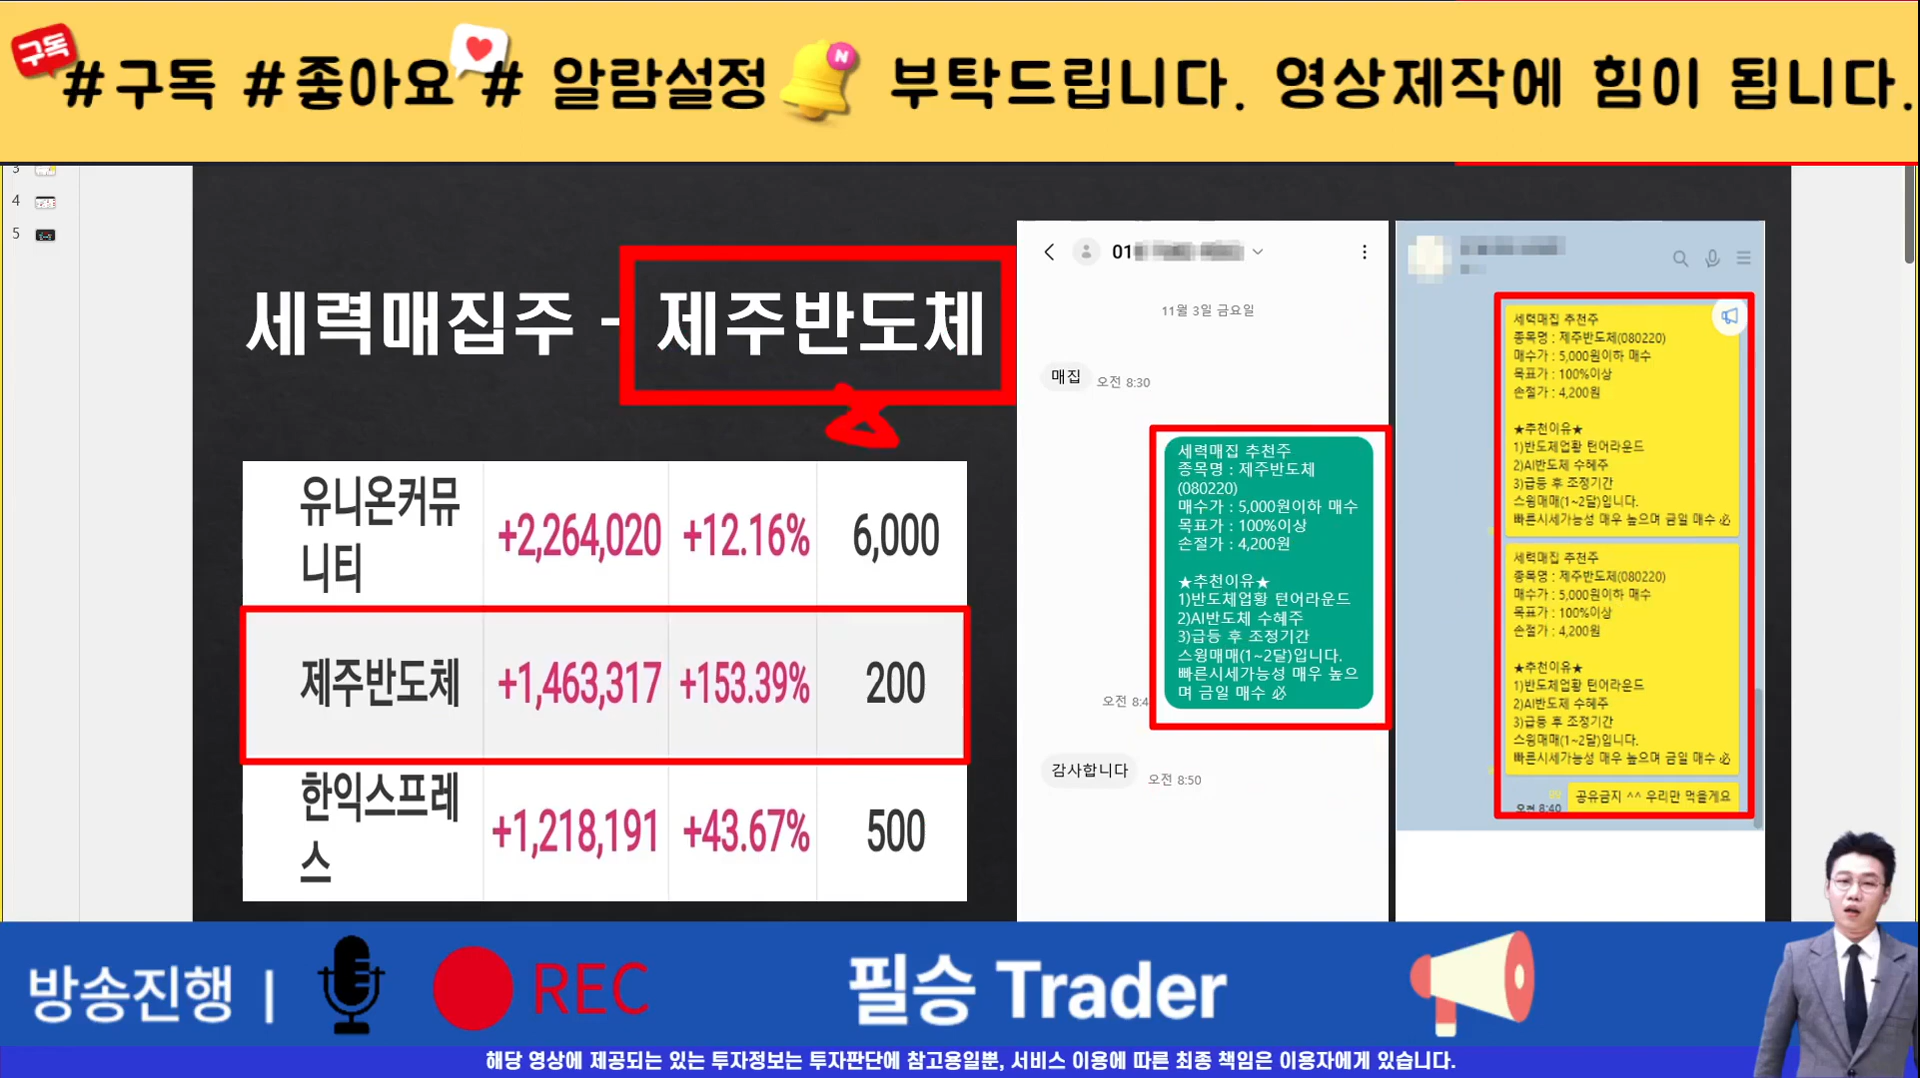 구독
#구독 #좋아요 # 알람설정 N 부탁드립니다. 영상제작에 힘이 됩니다.
3
4
5
세력매집주 - 제주반도체
유니온커뮤니티 +2,264,020 +12.16% 6,000
제주반도체 +1,463,317 +153.39% 200
한익스프레스 +1,218,191 +43.67% 500
01
11월 3일 금요일
매집 오전 8:30
세력매집 추천주
종목명 : 제주반도체
(080220)
매수가 : 5,000원이하 매수
목표가 : 100%이상
손절가 : 4,200원
★추천이유★
1)반도체업황 턴어라운드
2)AI반도체 수혜주
3)급등 후 조정기간
스윙매매(1~2달)입니다.
빠른시세가능성 매우 높으
며 금일 매수 必
오전 8:4
감사합니다 오전 8:50
세력매집 추천주
종목명 : 제주반도체(080220)
매수가 : 5,000원이하 매수
목표가 : 100%이상
손절가 : 4,200원
★추천이유★
1)반도체업황 턴어라운드
2)AI반도체 수혜주
3)급등 후 조정기간
스윙매매(1~2달)입니다.
빠른시세가능성 매우 높으며 금일 매수 必
세력매집 추천주
종목명 : 제주반도체(080220)
매수가 : 5,000원이하 매수
목표가 : 100%이상
손절가 : 4,200원
★추천이유★
1)반도체업황 턴어라운드
2)AI반도체 수혜주
3)급등 후 조정기간
스윙매매(1~2달)입니다.
빠른시세가능성 매우 높으며 금일 매수 必
오전 8:40 공유금지 ^^ 우리만 먹을게요
방송진행 | REC 필승 Trader
해당 영상에 제공되는 있는 투자정보는 투자판단에 참고용일뿐, 서비스 이용에 따른 최종 책임은 이용자에게 있습니다.